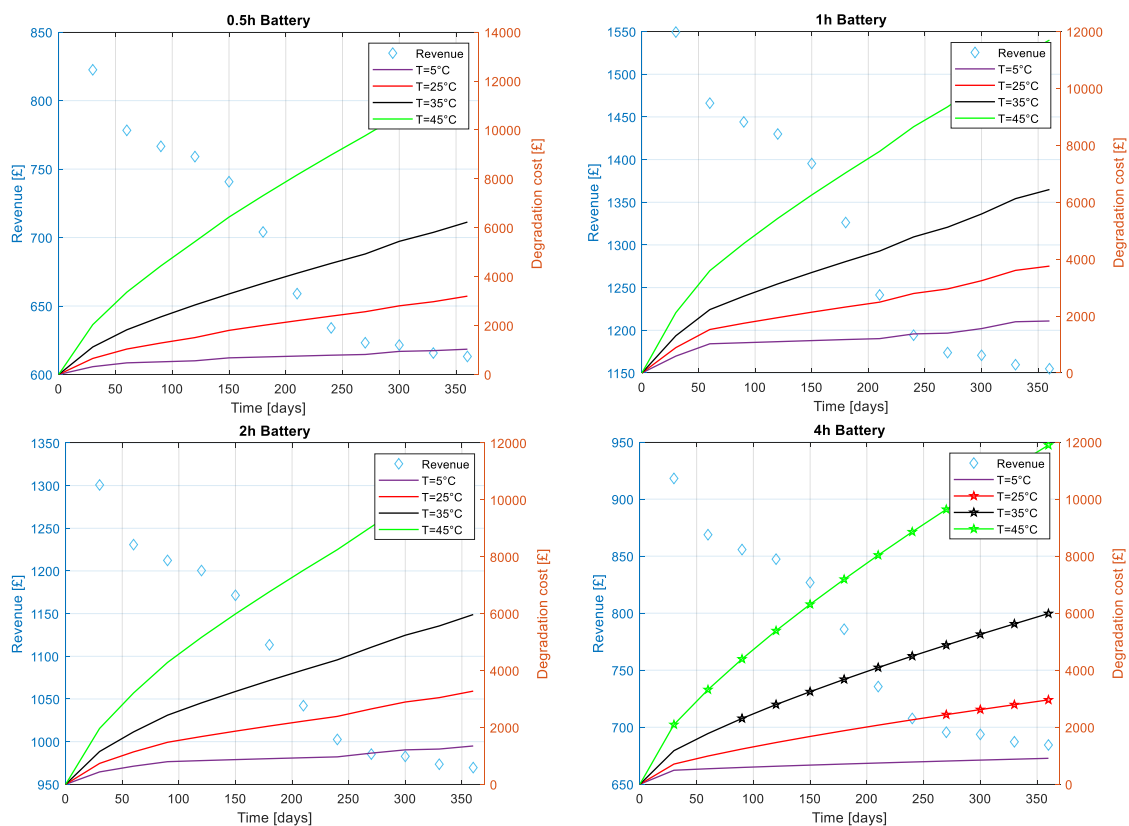 0.5h Battery
850
800
750
700
650
600
Revenue [£]
14000
12000
10000
8000
6000
4000
2000
0
Degradation cost [£]
Revenue
T=5°C
T=25°C
T=35°C
T=45°C
0 50 100 150 200 250 300 350
Time [days]
1h Battery
1550
1500
1450
1400
1350
1300
1250
1200
1150
Revenue [£]
12000
10000
8000
6000
4000
2000
0
Degradation cost [£]
Revenue
T=5°C
T=25°C
T=35°C
T=45°C
0 50 100 150 200 250 300 350
Time [days]
2h Battery
1350
1300
1250
1200
1150
1100
1050
1000
950
Revenue [£]
12000
10000
8000
6000
4000
2000
0
Degradation cost [£]
Revenue
T=5°C
T=25°C
T=35°C
T=45°C
0 50 100 150 200 250 300 350
Time [days]
4h Battery
950
900
850
800
750
700
650
Revenue [£]
12000
10000
8000
6000
4000
2000
0
Degradation cost [£]
Revenue
T=5°C
T=25°C
T=35°C
T=45°C
0 50 100 150 200 250 300 350
Time [days]